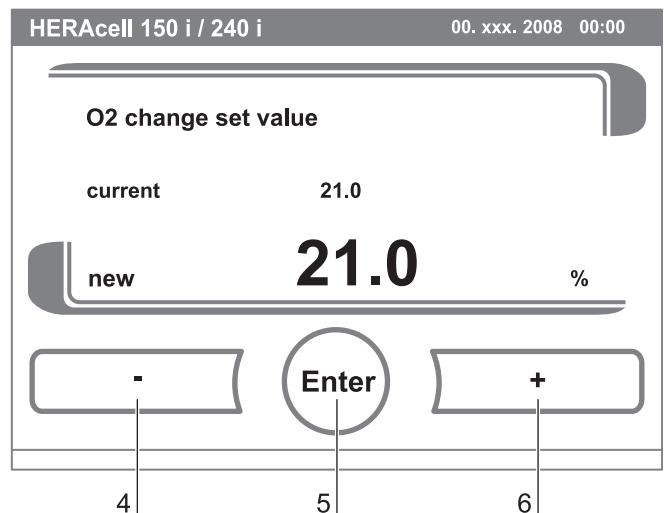 HERAcell 150 i / 240 i 00. xxx. 2008 00:00
O2 change set value
current 21.0
new 21.0 %
- Enter +
4 5 6